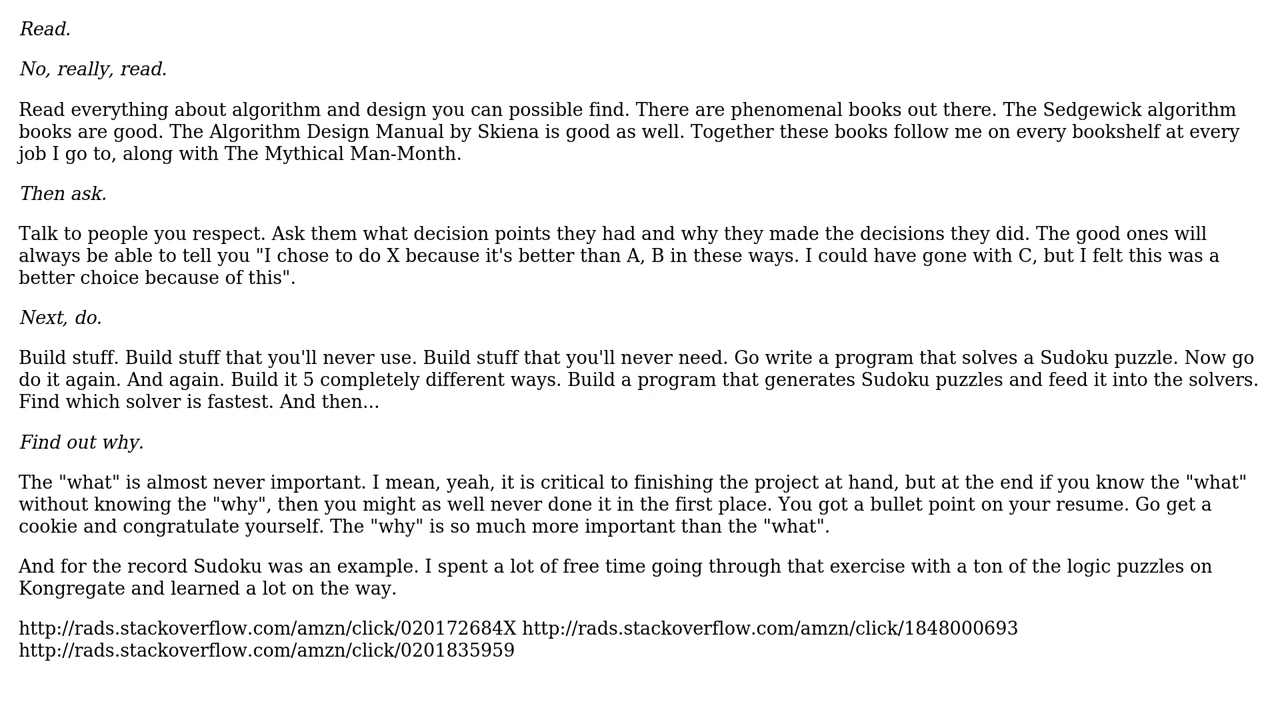 Read.
No, really, read.
Read everything about algorithm and design you can possible find. There are phenomenal books out there. The Sedgewick algorithm
books are good. The Algorithm Design Manual by Skiena is good as well. Together these books follow me on every bookshelf at every
job I go to, along with The Mythical Man-Month.
Then ask.
Talk to people you respect. Ask them what decision points they had and why they made the decisions they did. The good ones will
always be able to tell you "I chose to do X because it's better than A, B in these ways. I could have gone with C, but I felt this was a
better choice because of this".
Next, do.
Build stuff. Build stuff that you'll never use. Build stuff that you'll never need. Go write a program that solves a Sudoku puzzle. Now go
do it again. And again. Build it 5 completely different ways. Build a program that generates Sudoku puzzles and feed it into the solvers.
Find which solver is fastest. And then...
Find out why.
The "what" is almost never important. I mean, yeah, it is critical to finishing the project at hand, but at the end if you know the "what"
without knowing the "why", then you might as well never done it in the first place. You got a bullet point on your resume. Go get a
cookie and congratulate yourself. The "why" is so much more important than the "what".
And for the record Sudoku was an example. I spent a lot of free time going through that exercise with a ton of the logic puzzles on
Kongregate and learned a lot on the way.
http://rads.stackoverflow.com/amzn/click/020172684X http://rads.stackoverflow.com/amzn/click/1848000693
http://rads.stackoverflow.com/amzn/click/0201835959